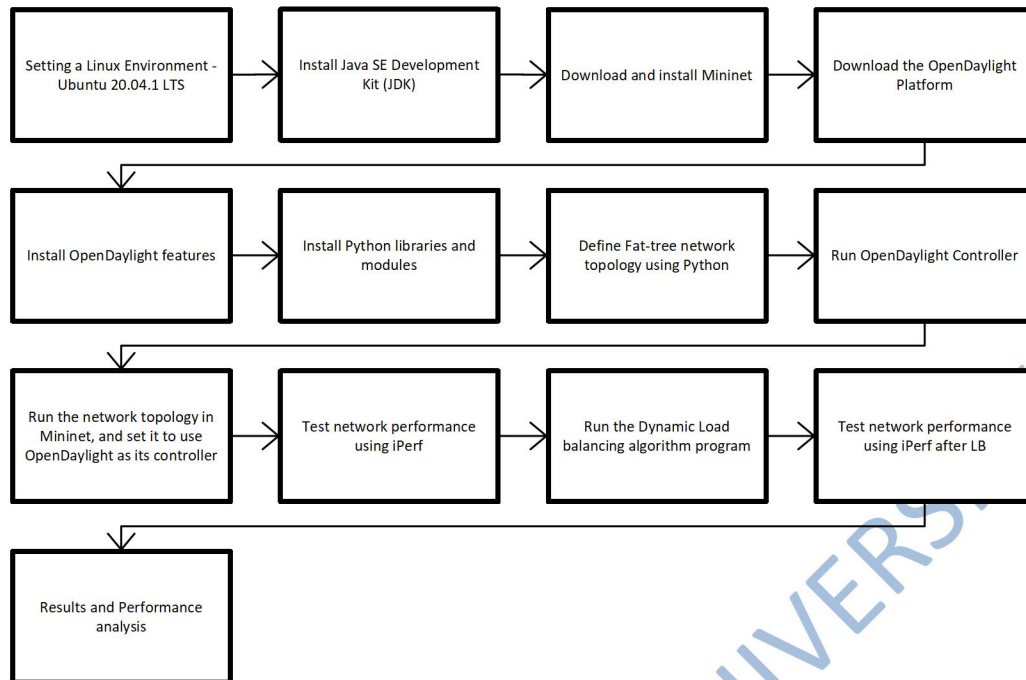 Setting a Linux Environment -
Ubuntu 20.04.1 LTS
Install Java SE Development
Kit (JDK)
Download and install Mininet
Download the OpenDaylight
Platform
Install OpenDaylight features
Install Python libraries and
modules
Define Fat-tree network
topology using Python
Run OpenDaylight Controller
Run the network topology in
Mininet, and set it to use
OpenDaylight as its controller
Test network performance
using iPerf
Run the Dynamic Load
balancing algorithm program
Test network performance
using iPerf after LB
Results and Performance
analysis